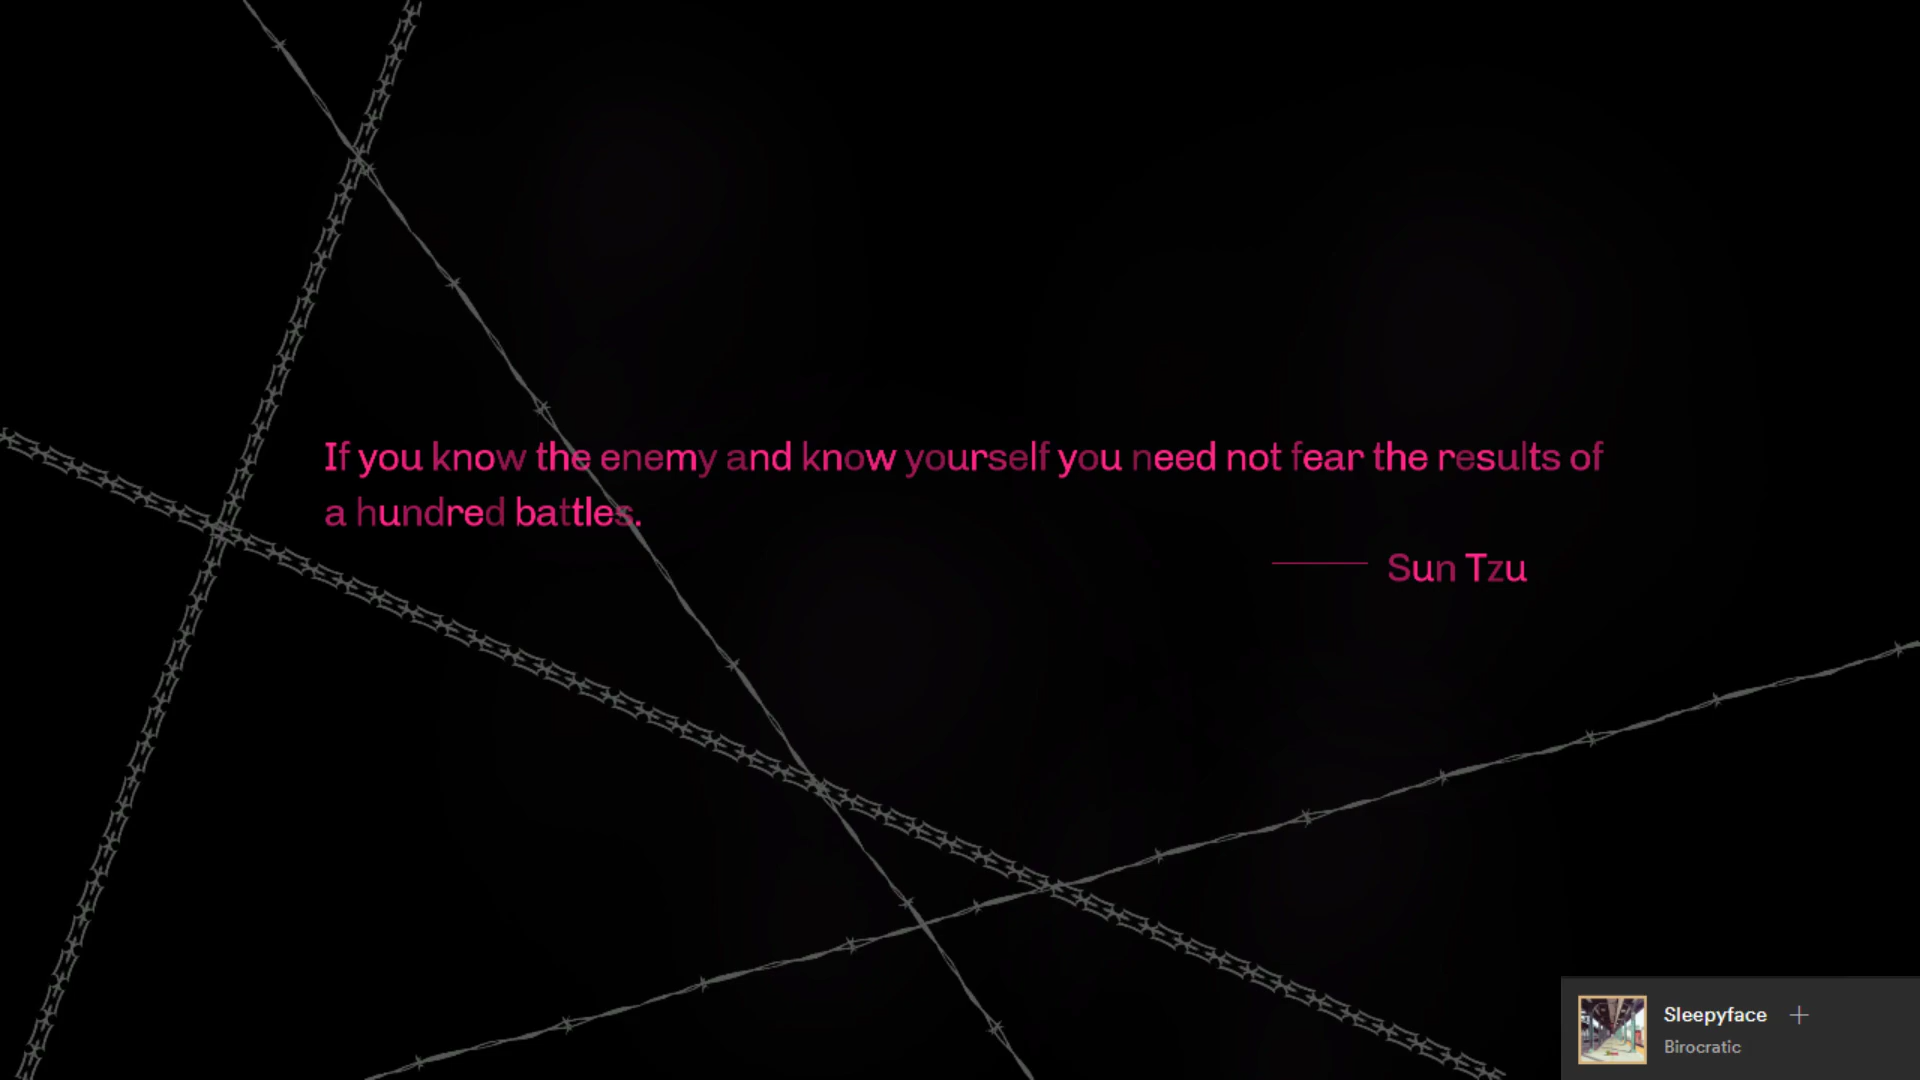 If you know the enemy and know yourself you need not fear the results of
a hundred battles.
Sun Tzu
Sleepyface
Birocratic